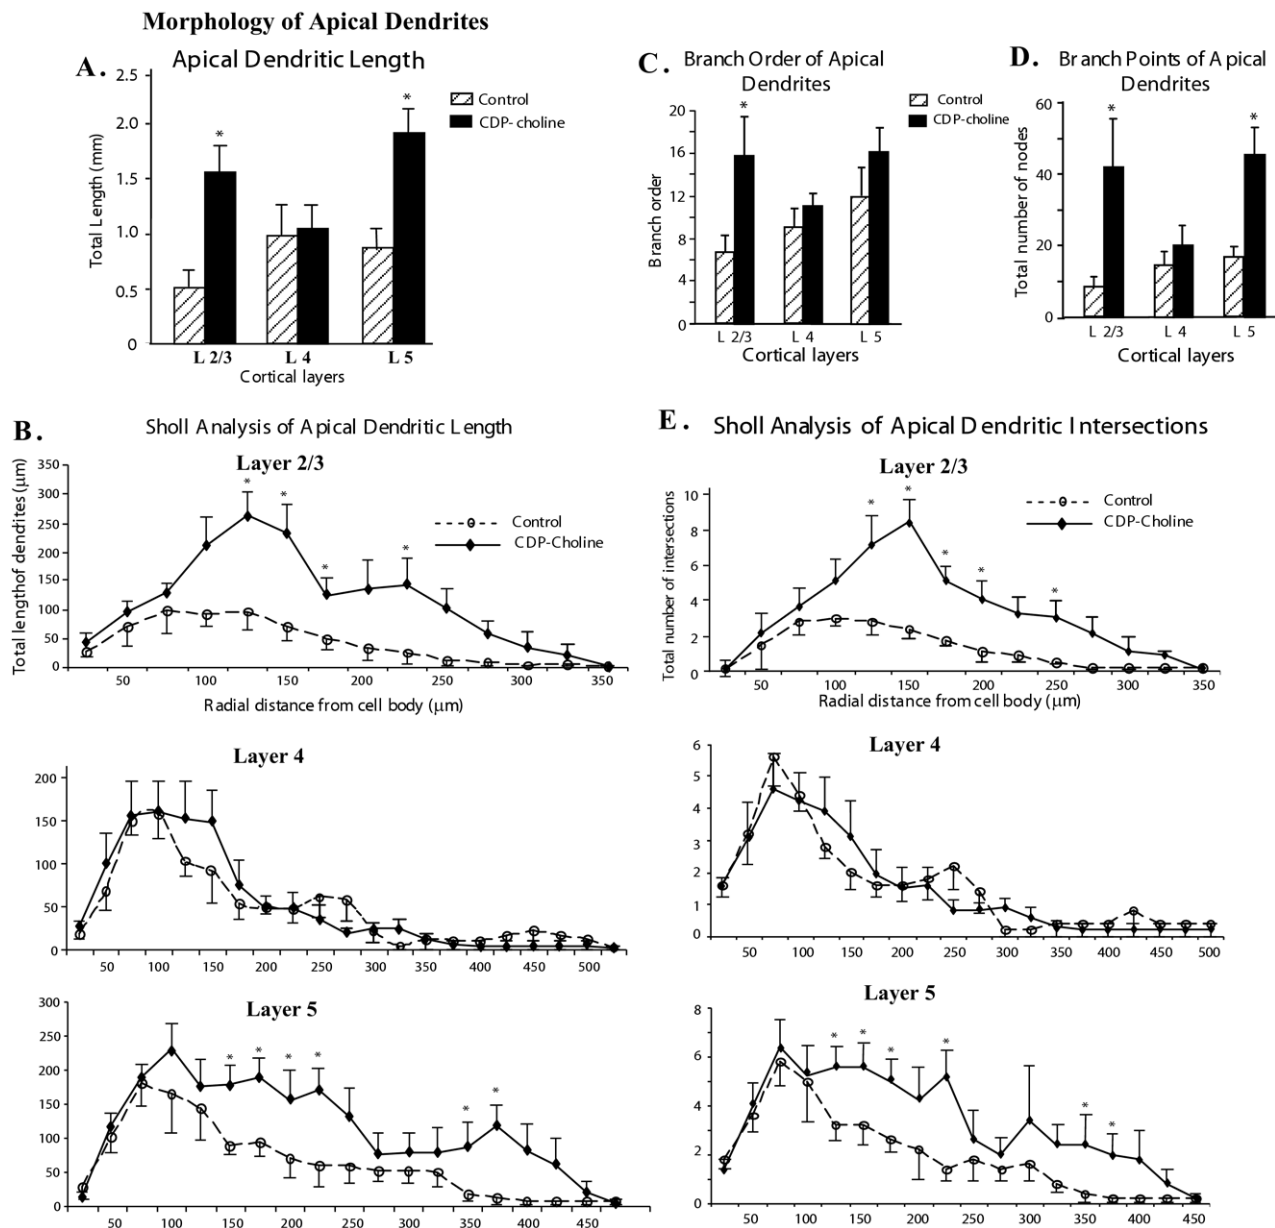 Morphology of Apical Dendrites
A.
Apical Dendritic Length
2.5
2.0
1.5
1.0
0.5
0
Total Length (mm)
Control
CDP-choline
*
*
L 2/3 L 4 L 5
Cortical layers
C.
Branch Order of Apical
Dendrites
20
16
12
8
4
0
Branch order
Control
CDP-choline
*
L 2/3 L 4 L 5
Cortical layers
D.
Branch Points of Apical
Dendrites
60
40
20
0
Total number of nodes
*
*
L 2/3 L 4 L 5
Cortical layers
B.
Sholl Analysis of Apical Dendritic Length
Layer 2/3
350
300
250
200
150
100
50
0
Total lengthof dendrites (μm)
* * * *
Control
CDP-Choline
50 100 150 200 250 300 350
Radial distance from cell body (μm)
Layer 4
200
150
100
50
0
50 100 150 200 250 300 350 400 450 500
Layer 5
300
250
200
150
100
50
0
* * * * * *
50 100 150 200 250 300 350 400 450
E.
Sholl Analysis of Apical Dendritic Intersections
Layer 2/3
10
8
6
4
2
0
Total number of intersections
* * * * *
Control
CDP-Choline
50 100 150 200 250 300 350
Radial distance from cell body (μm)
Layer 4
6
5
4
3
2
1
0
50 100 150 200 250 300 350 400 450 500
Layer 5
8
6
4
2
0
* * * * * *
50 100 150 200 250 300 350 400 450